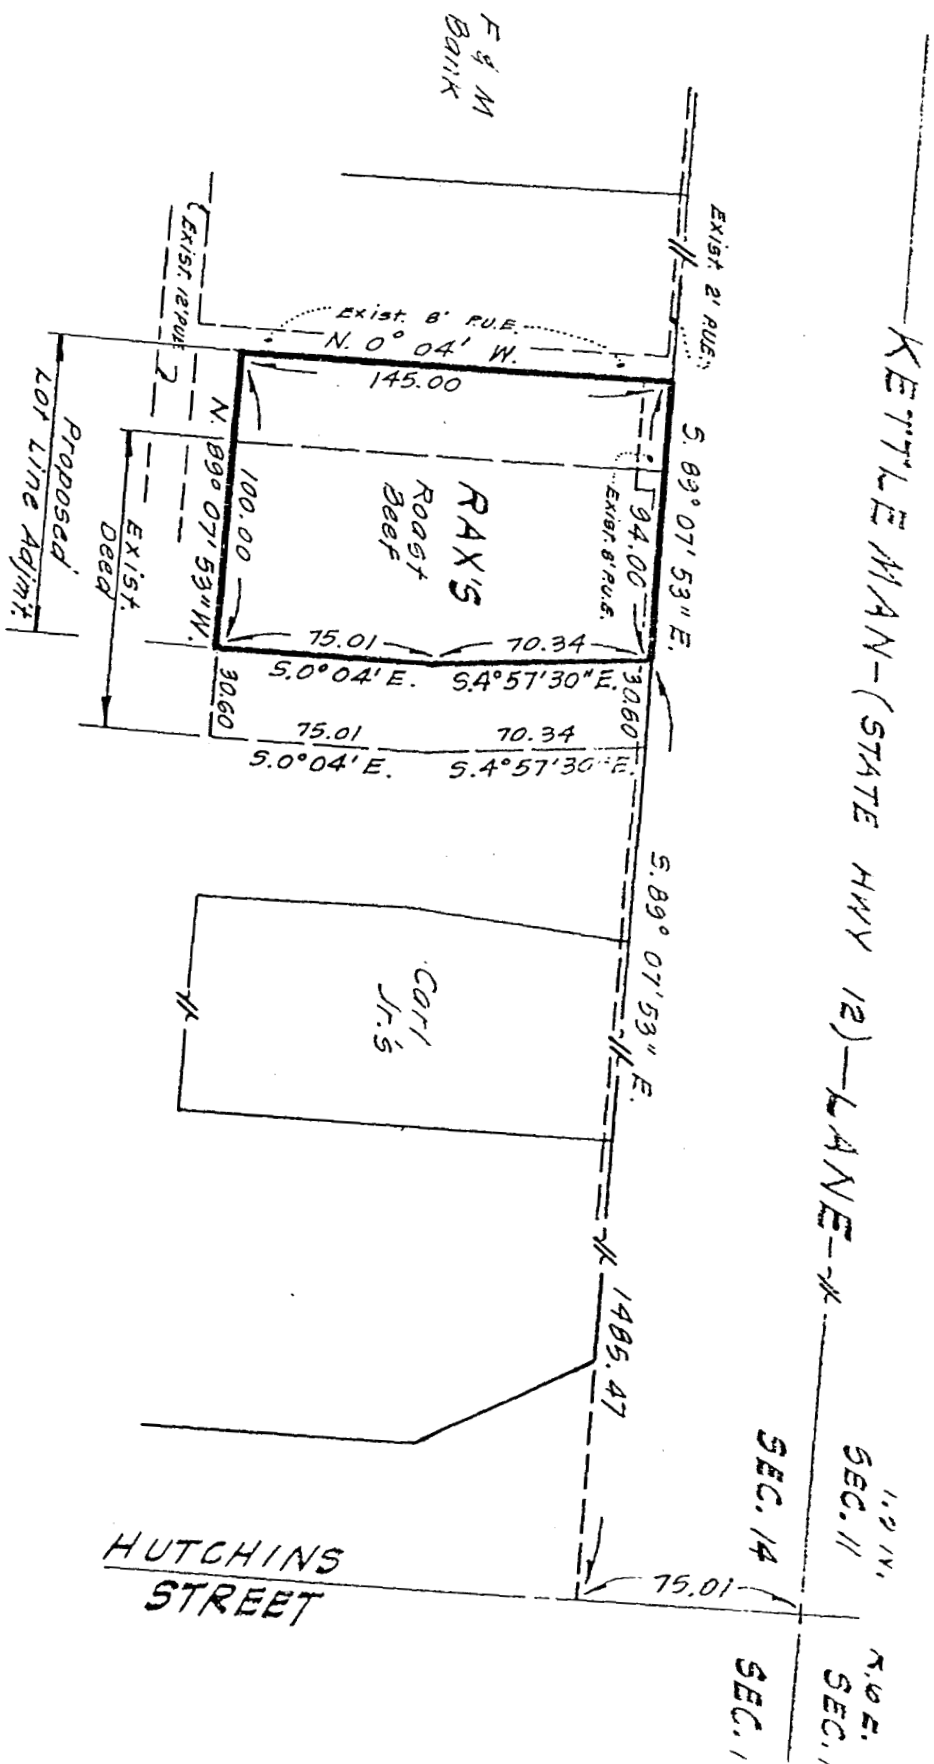 KETTLEMAN-(STATE HWY 12)-LANE
F & M
Bank
Exist. 2' P.U.E.
Exist. 8' P.U.E.
N. 0° 04' W.
145.00
S. 89° 07' 53" E.
94.00
Exist. 8' P.U.E.
RAX'S
Roast
Beef
Exist. 12' PUE
N. 89° 07' 53" W.
100.00
75.01
S.0°04'E.
70.34
S.4°57'30"E.
30.60
30.60
75.01
S.0°04'E.
70.34
S.4°57'30"E.
Exist.
Deed
Proposed
Lot Line Adjmt.
S. 89° 07' 53" E.
Carl
Jr.'s
1485.47
SEC. 11
SEC. 14
R.6 E.
SEC.
SEC. 1
75.01
HUTCHINS
STREET